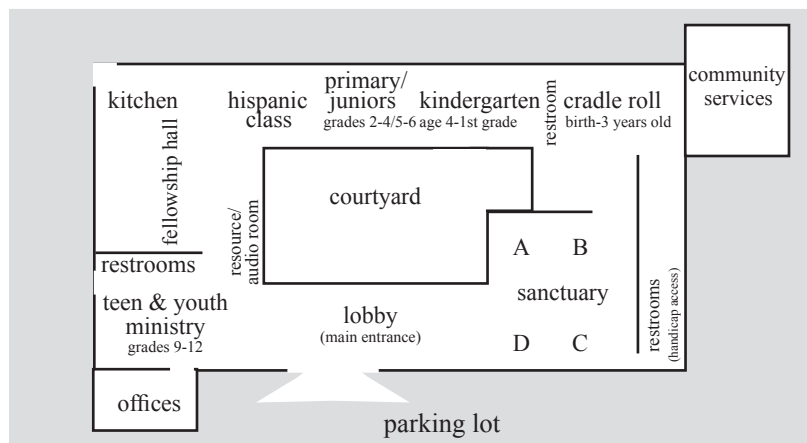 kitchen
hispanic
class
primary/
juniors
grades 2-4/5-6
kindergarten
age 4-1st grade
restroom
cradle roll
birth-3 years old
community
services
fellowship hall
courtyard
resource/
audio room
restrooms
teen & youth
ministry
grades 9-12
lobby
(main entrance)
A
B
sanctuary
D
C
restrooms
(handicap access)
offices
parking lot